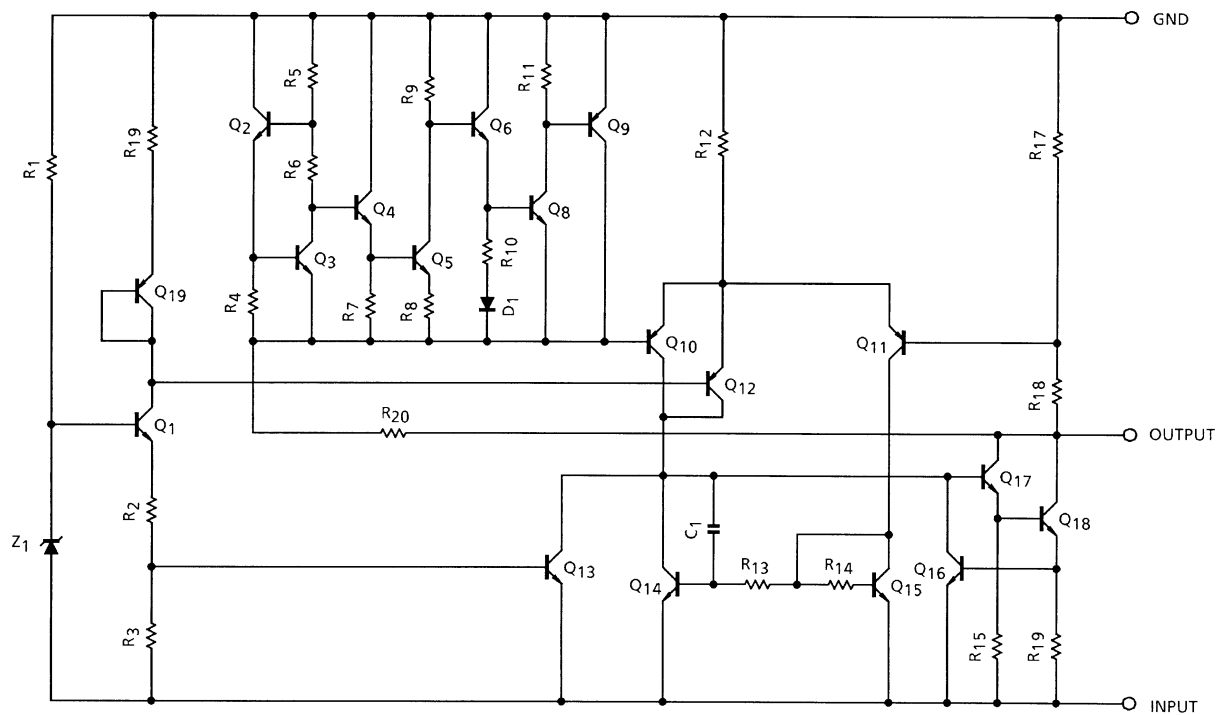 GND
R5
R11
R9
Q2
Q6
Q9
R19
R12
R17
R1
R6
Q4
Q8
Q3
Q5
R10
Q19
R4
R7
R8
D1
Q10
Q11
Q12
R18
Q1
R20
OUTPUT
Q17
R2
C1
Q18
Z1
Q13
R13
R14
Q16
Q14
Q15
R3
R15
R19
INPUT